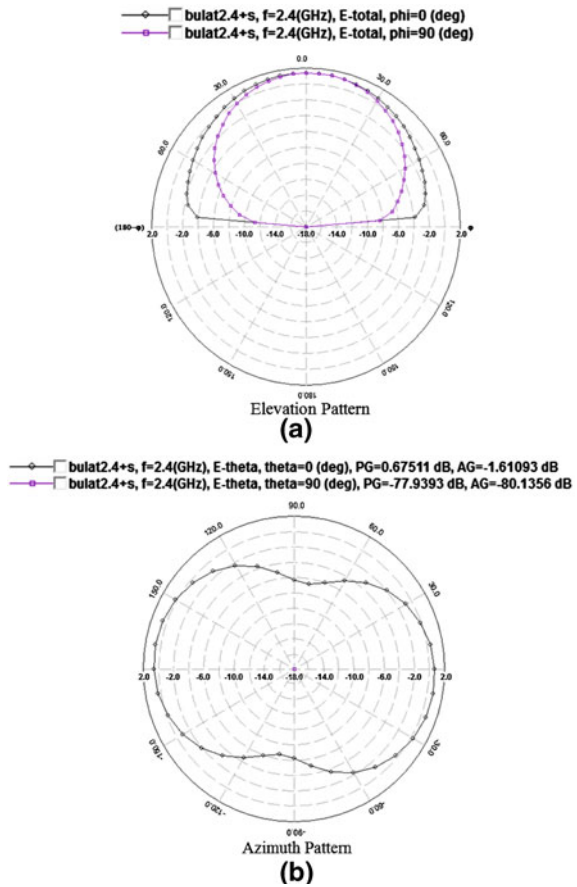 bulat2.4+s, f=2.4(GHz), E-total, phi=0 (deg)
bulat2.4+s, f=2.4(GHz), E-total, phi=90 (deg)
0.0
30.0 30.0
60.0 60.0
(180-φ) φ
2.0 -2.0 -6.0 -10.0 -14.0 -18.0 -14.0 -10.0 -6.0 -2.0 2.0
120.0 120.0
150.0 150.0
180.0
Elevation Pattern
(a)
bulat2.4+s, f=2.4(GHz), E-theta, theta=0 (deg), PG=0.67511 dB, AG=-1.61093 dB
bulat2.4+s, f=2.4(GHz), E-theta, theta=90 (deg), PG=-77.9393 dB, AG=-80.1356 dB
90.0
120.0 60.0
150.0 30.0
2.0 -2.0 -6.0 -10.0 -14.0 -18.0 -14.0 -10.0 -6.0 -2.0 2.0
-150.0 -30.0
-120.0 -60.0
-90.0
Azimuth Pattern
(b)